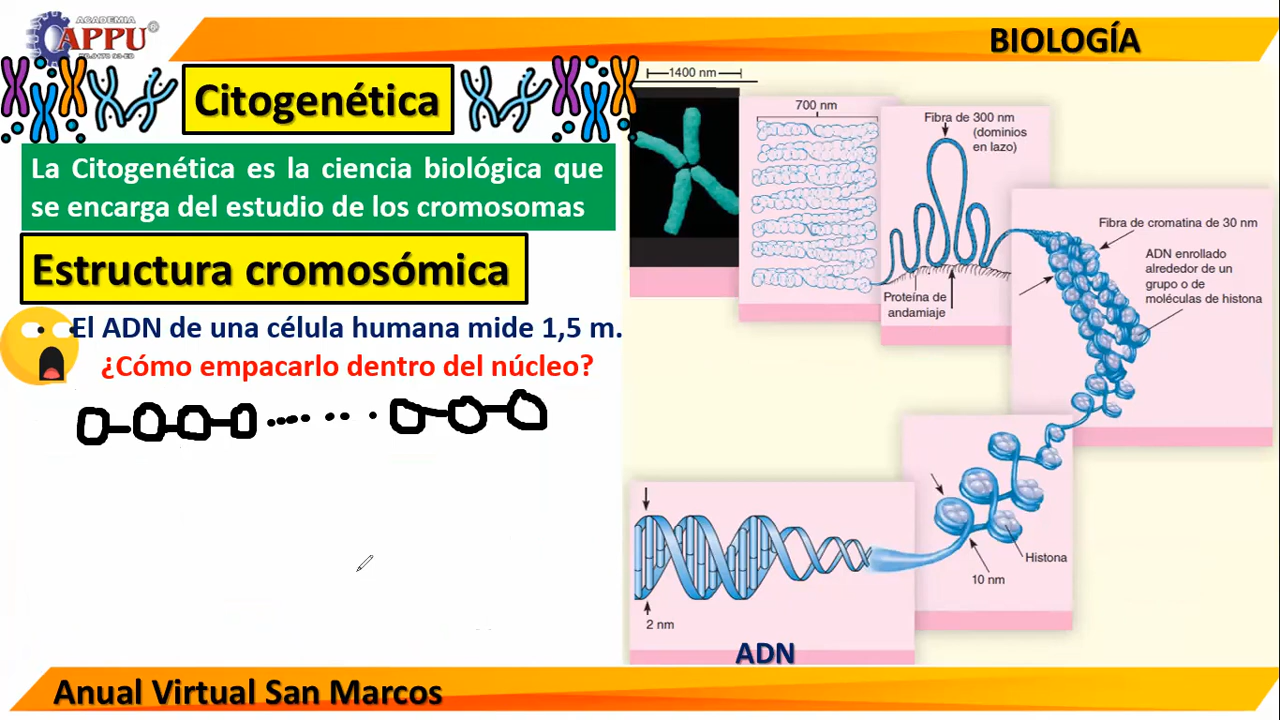 ACADEMIA
APPU
BIOLOGÍA
Citogenética
La Citogenética es la ciencia biológica que
se encarga del estudio de los cromosomas
Estructura cromosómica
El ADN de una célula humana mide 1,5 m.
¿Cómo empacarlo dentro del núcleo?
1400 nm
700 nm
Fibra de 300 nm
(dominios
en lazo)
Proteína de
andamiaje
Fibra de cromatina de 30 nm
ADN enrollado
alrededor de un
grupo o de
moléculas de histona
Histona
10 nm
2 nm
ADN
Anual Virtual San Marcos